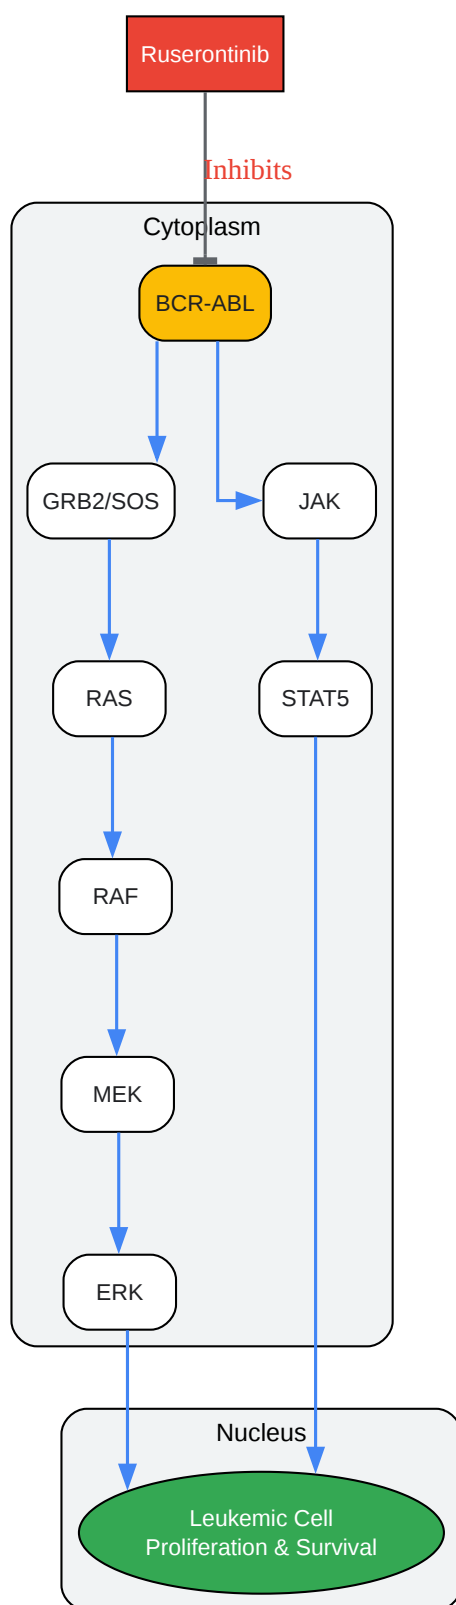 Ruserontinib
Inhibits
Cytoplasm
BCR-ABL
GRB2/SOS
JAK
RAS
STAT5
RAF
MEK
ERK
Nucleus
Leukemic Cell
Proliferation & Survival